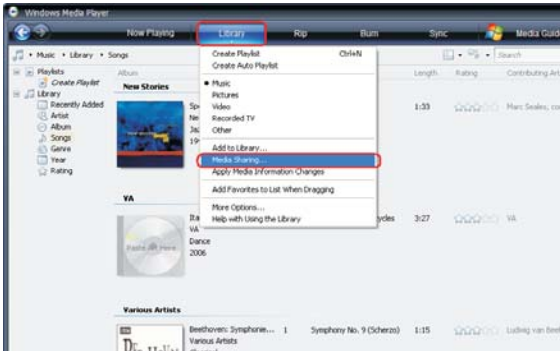 Windows Media Player
Now Playing Library Rip Burn Sync Media Guide
Music Library Songs Search
Playlists
Create Playlist
Library
Recently Added
Artist
Album
Songs
Genre
Year
Rating
Album Length Rating Contributing Art
Create Playlist Ctrl+N
Create Auto Playlist
Music
Pictures
Video
Recorded TV
Other
Add to Library...
Media Sharing...
Apply Media Information Changes
Add Favorites to List When Dragging
More Options...
Help with Using the Library
New Stories
1:33 Marc Seales, co
VA
3:27 VA
VA
Dance
2006
Various Artists
Beethoven: Symphonie... 1 Symphony No. 9 (Scherzo) 1:15 Ludwig van Beet
Various Artists